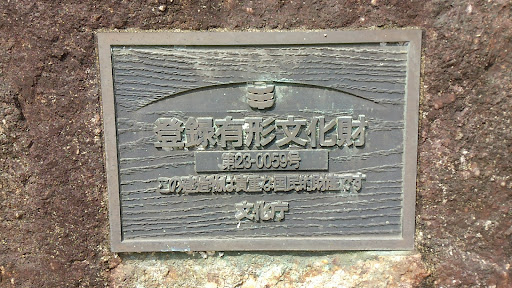 登録有形文化財
第23-0059号
この建造物は貴重な国民的財産です
文化庁